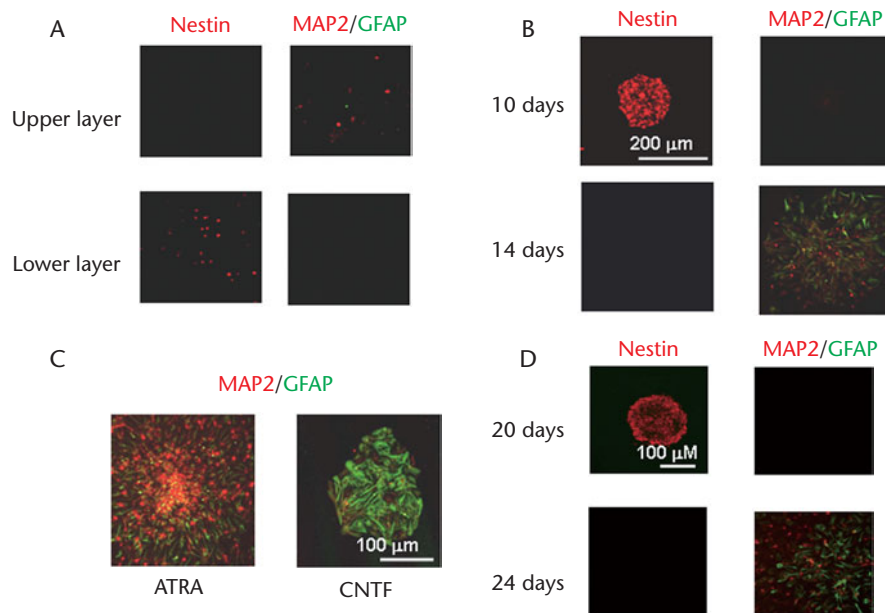 A
Nestin
MAP2/GFAP
Upper layer
Lower layer
B
MAP2/GFAP
10 days
200 μm
14 days
C
MAP2/GFAP
100 μm
ATRA
CNTF
D
Nestin
MAP2/GFAP
20 days
100 μM
24 days